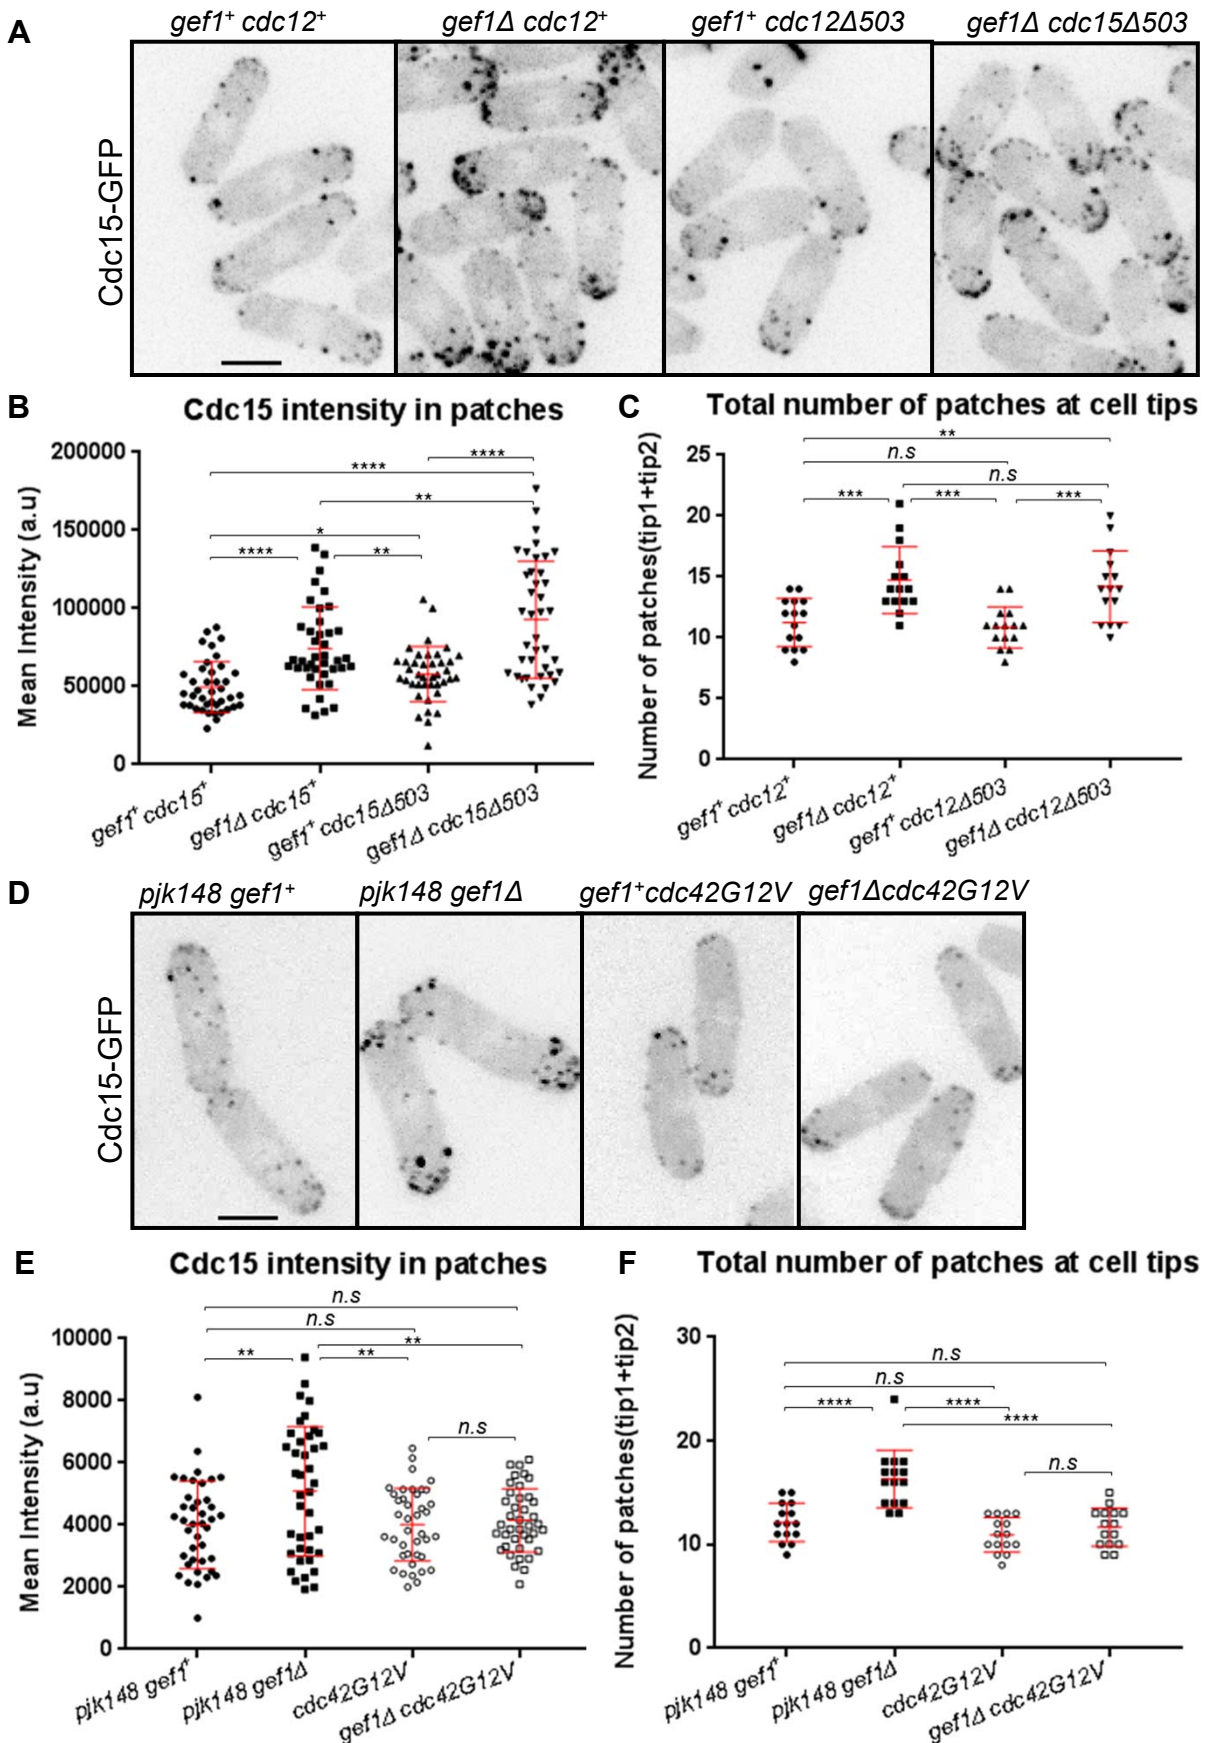 A
gef1+ cdc12+
gef1Δ cdc12+
gef1+ cdc12Δ503
gef1Δ cdc15Δ503
Cdc15-GFP
B
Cdc15 intensity in patches
Mean Intensity (a.u)
200000
150000
100000
50000
0
****
****
**
*
****
**
gef1+ cdc15+
gef1Δ cdc15+
gef1+ cdc15Δ503
gef1Δ cdc15Δ503
C
Total number of patches at cell tips
Number of patches(tip1+tip2)
25
20
15
10
5
0
**
n.s
n.s
***
***
***
gef1+ cdc12+
gef1Δ cdc12+
gef1+ cdc12Δ503
gef1Δ cdc12Δ503
D
pjk148 gef1+
pjk148 gef1Δ
gef1+cdc42G12V
gef1Δcdc42G12V
Cdc15-GFP
E
Cdc15 intensity in patches
Mean Intensity (a.u)
10000
8000
6000
4000
2000
0
n.s
n.s
**
**
**
n.s
pjk148 gef1+
pjk148 gef1Δ
cdc42G12V
gef1Δ cdc42G12V
F
Total number of patches at cell tips
Number of patches(tip1+tip2)
30
20
10
0
n.s
n.s
****
****
****
n.s
pjk148 gef1+
pjk148 gef1Δ
cdc42G12V
gef1Δ cdc42G12V